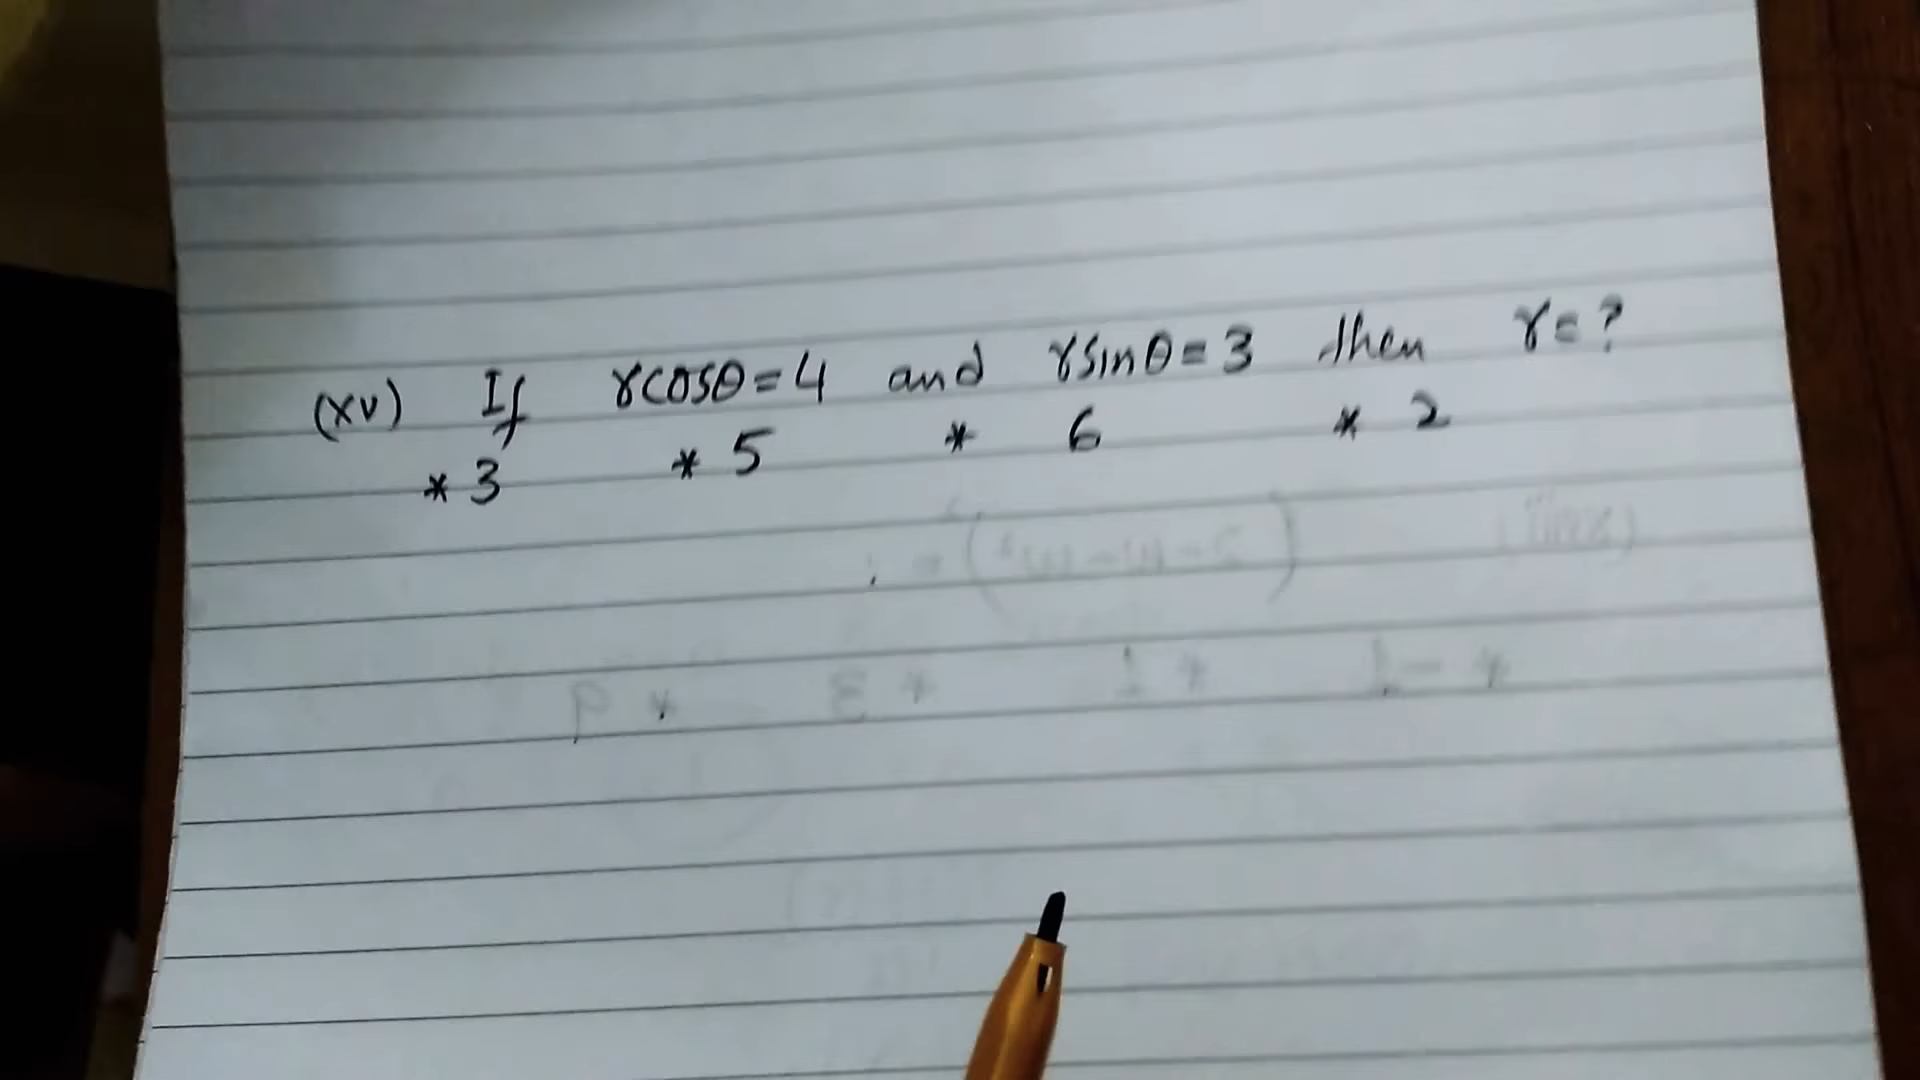 (xv) If rcosθ=4 and rsinθ=3 then r=?
* 3 * 5 * 6 * 2